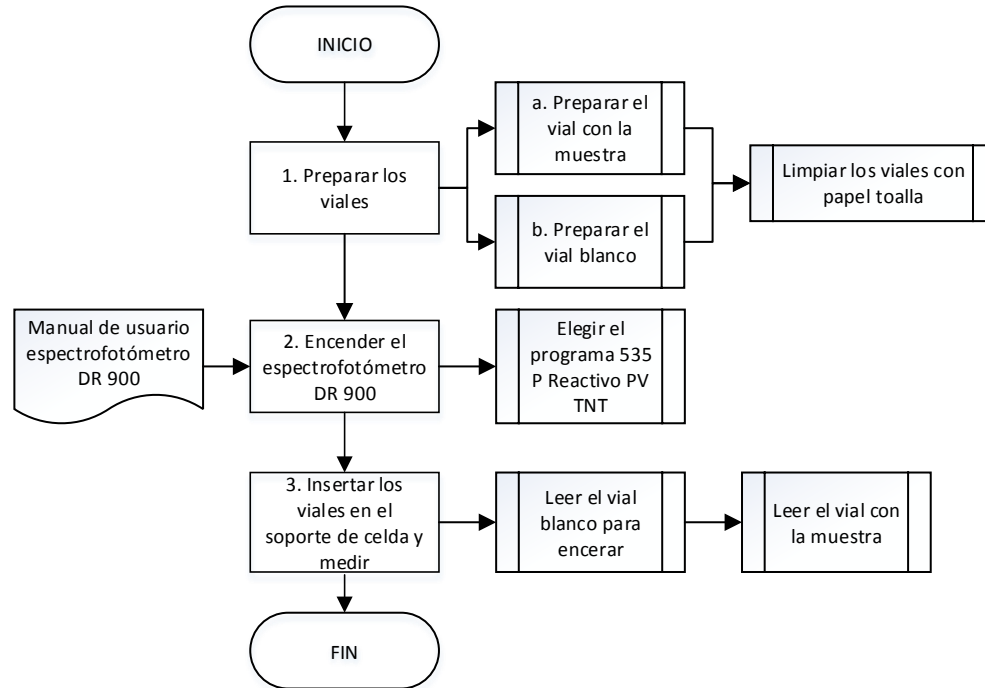 INICIO
a. Preparar el
vial con la
muestra
1. Preparar los
viales
Limpiar los viales con
papel toalla
b. Preparar el
vial blanco
Manual de usuario
espectrofotómetro
DR 900
2. Encender el
espectrofotómetro
DR 900
Elegir el
programa 535
P Reactivo PV
TNT
3. Insertar los
viales en el
soporte de celda y
medir
Leer el vial
blanco para
encerar
Leer el vial con
la muestra
FIN